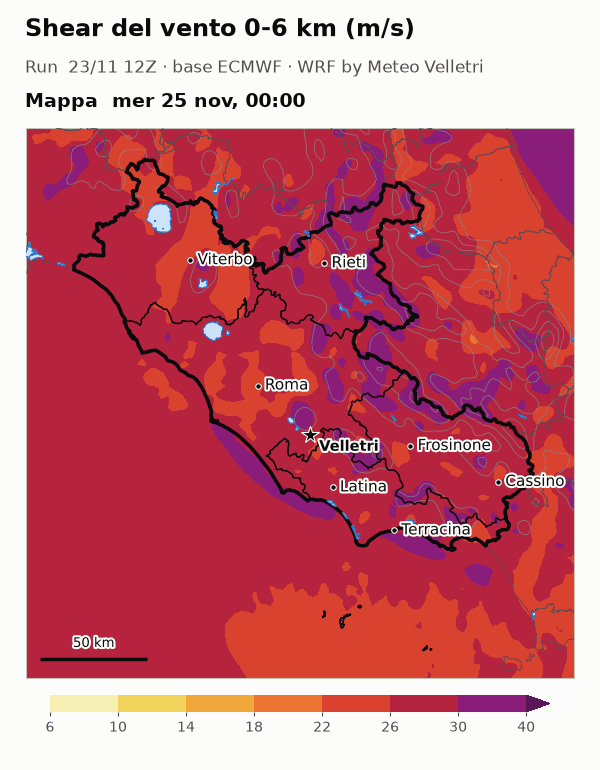 Shear del vento 0-6 km (m/s)
Run  23/11 12Z · base ECMWF · WRF by Meteo Velletri
Mappa  mer 25 nov, 00:00
Viterbo
Rieti
Roma
Velletri
Frosinone
Latina
Cassino
Terracina
50 km
6 10 14 18 22 26 30 40